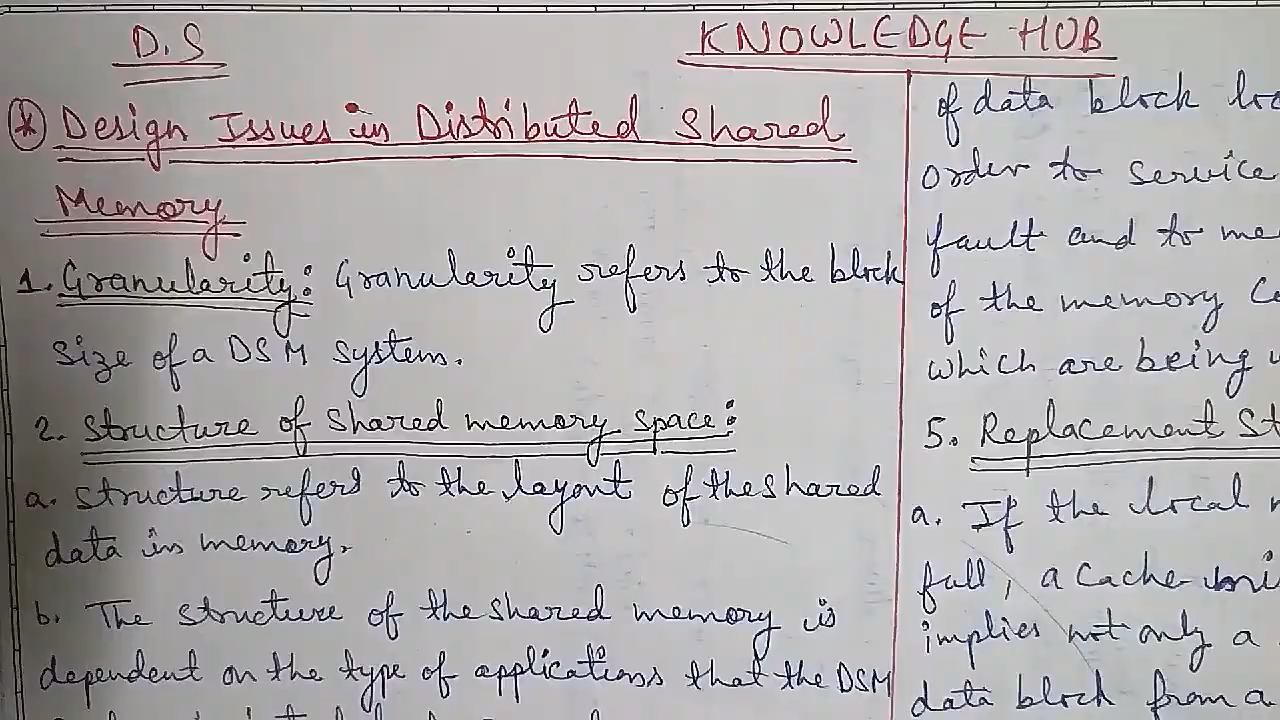 D.S
KNOWLEDGE HUB
* Design Issues in Distributed Shared
Memory
1. Granularity: Granularity refers to the block
size of a DSM system.
2. Structure of shared memory space:
a. structure refers to the layout of the shared
data in memory.
b. The structure of the shared memory is
dependent on the type of applications that the DSM
of data block
order to service
fault and to
of the memory
which are being
5. Replacement
a. If the local
full, a cache
implies not only a
data block from a